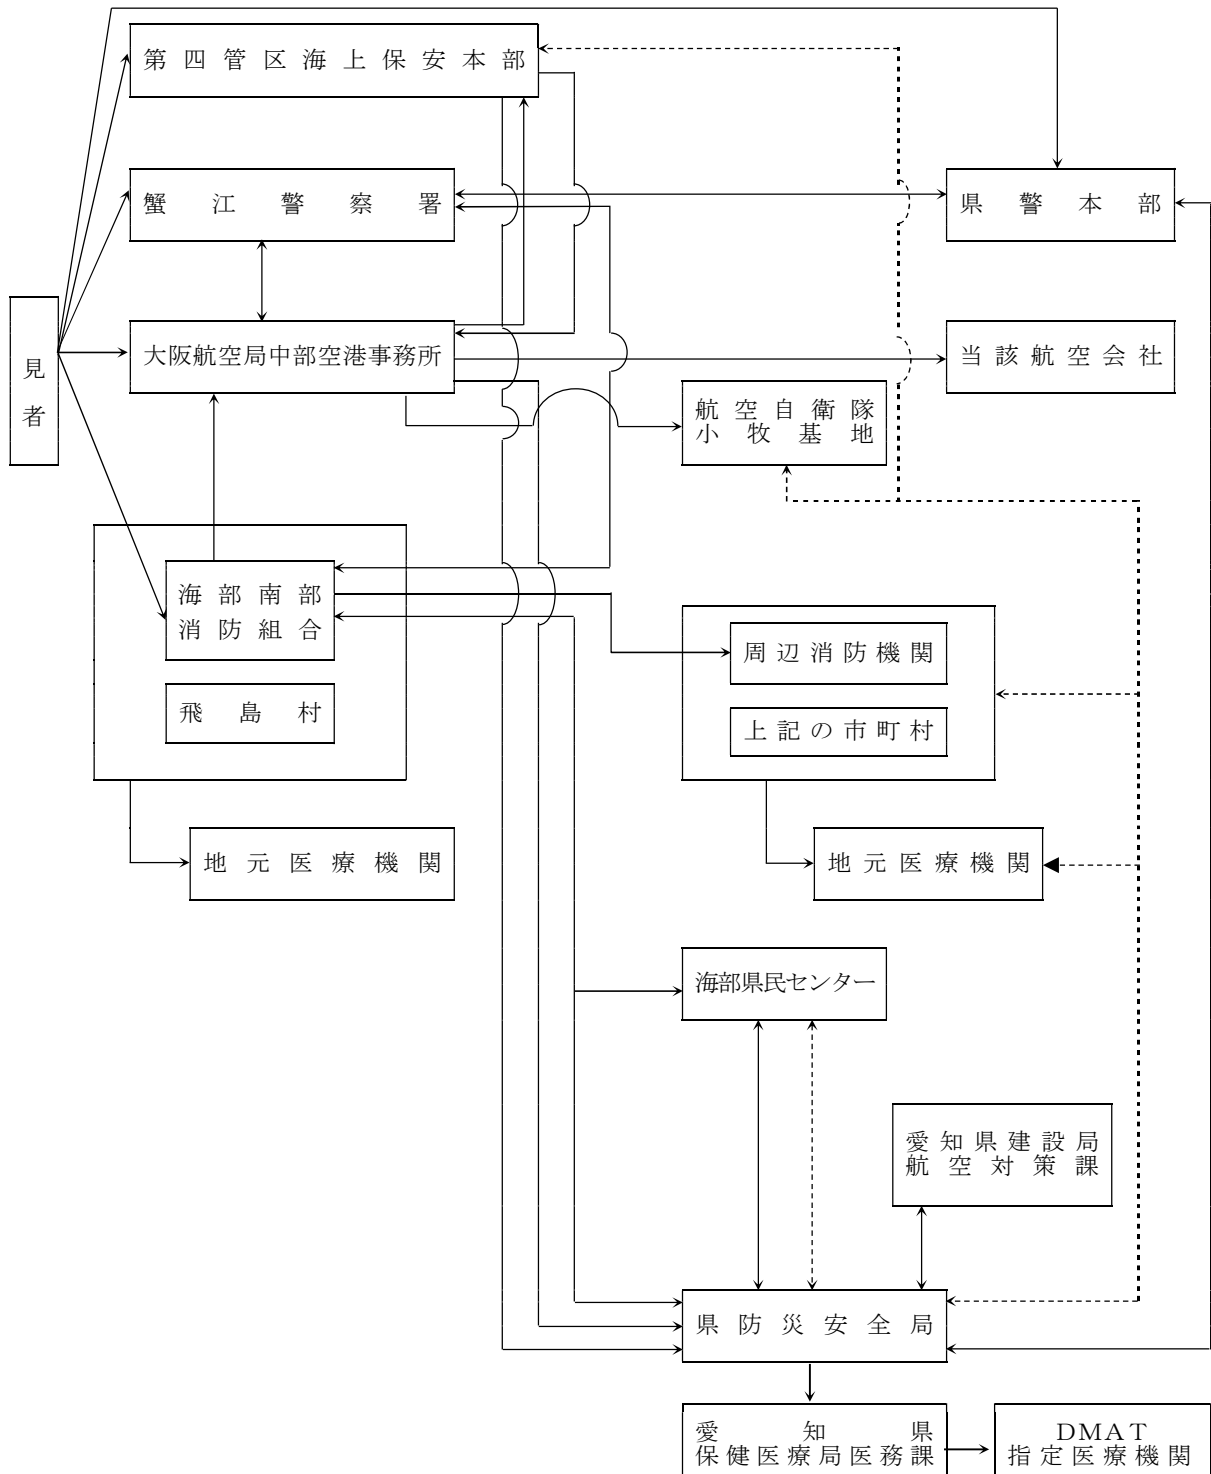 第四管区海上保安本部
蟹江警察署
県警本部
見
者
大阪航空局中部空港事務所
当該航空会社
航空自衛隊
小牧基地
海部南部
消防組合
飛島村
周辺消防機関
上記の市町村
地元医療機関
地元医療機関
海部県民センター
愛知県建設局
航空対策課
県防災安全局
愛知県
保健医療局医務課
DMAT
指定医療機関